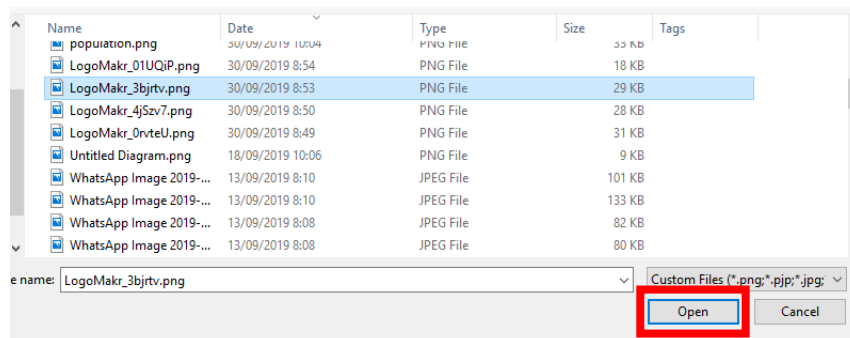 Name Date Type Size Tags
population.png 30/09/2019 10:04 PNG File 33 KB
LogoMakr_01UQiP.png 30/09/2019 8:54 PNG File 18 KB
LogoMakr_3bjrtv.png 30/09/2019 8:53 PNG File 29 KB
LogoMakr_4jSzv7.png 30/09/2019 8:50 PNG File 28 KB
LogoMakr_0rvteU.png 30/09/2019 8:49 PNG File 31 KB
Untitled Diagram.png 18/09/2019 10:06 PNG File 9 KB
WhatsApp Image 2019-... 13/09/2019 8:10 JPEG File 101 KB
WhatsApp Image 2019-... 13/09/2019 8:10 JPEG File 133 KB
WhatsApp Image 2019-... 13/09/2019 8:08 JPEG File 82 KB
WhatsApp Image 2019-... 13/09/2019 8:08 JPEG File 80 KB
e name: LogoMakr_3bjrtv.png Custom Files (*.png;*.pjp;*.jpg;
Open Cancel